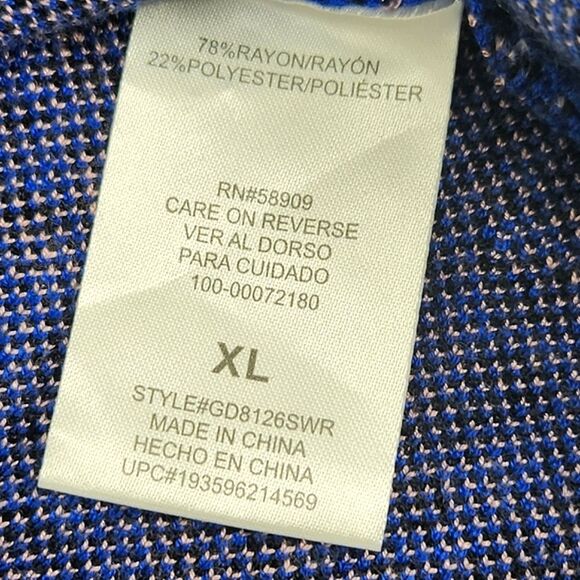 78%RAYON/RAYÓN
22%POLYESTER/POLIÉSTER
RN#58909
CARE ON REVERSE
VER AL DORSO
PARA CUIDADO
100-00072180
XL
STYLE#GD8126SWR
MADE IN CHINA
HECHO EN CHINA
UPC#193596214569